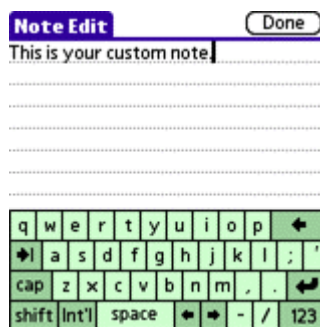 Note Edit Done
This is your custom note.
q w e r t y u i o p
a s d f g h j k l ; '
cap z x c v b n m , .
shift Int'l space - / 123